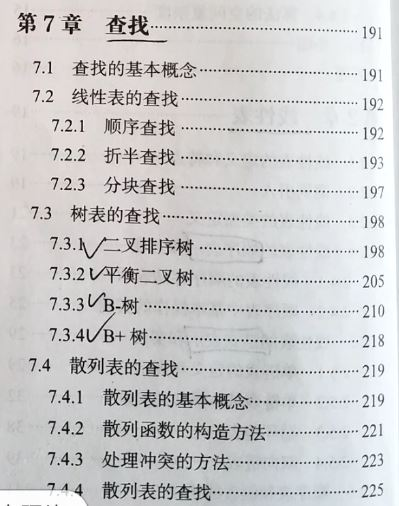 第7章 查找 191
7.1 查找的基本概念 191
7.2 线性表的查找 192
7.2.1 顺序查找 192
7.2.2 折半查找 193
7.2.3 分块查找 197
7.3 树表的查找 198
7.3.1 二叉排序树 198
7.3.2 平衡二叉树 205
7.3.3 B-树 210
7.3.4 B+树 218
7.4 散列表的查找 219
7.4.1 散列表的基本概念 219
7.4.2 散列函数的构造方法 221
7.4.3 处理冲突的方法 223
7.4.4 散列表的查找 225